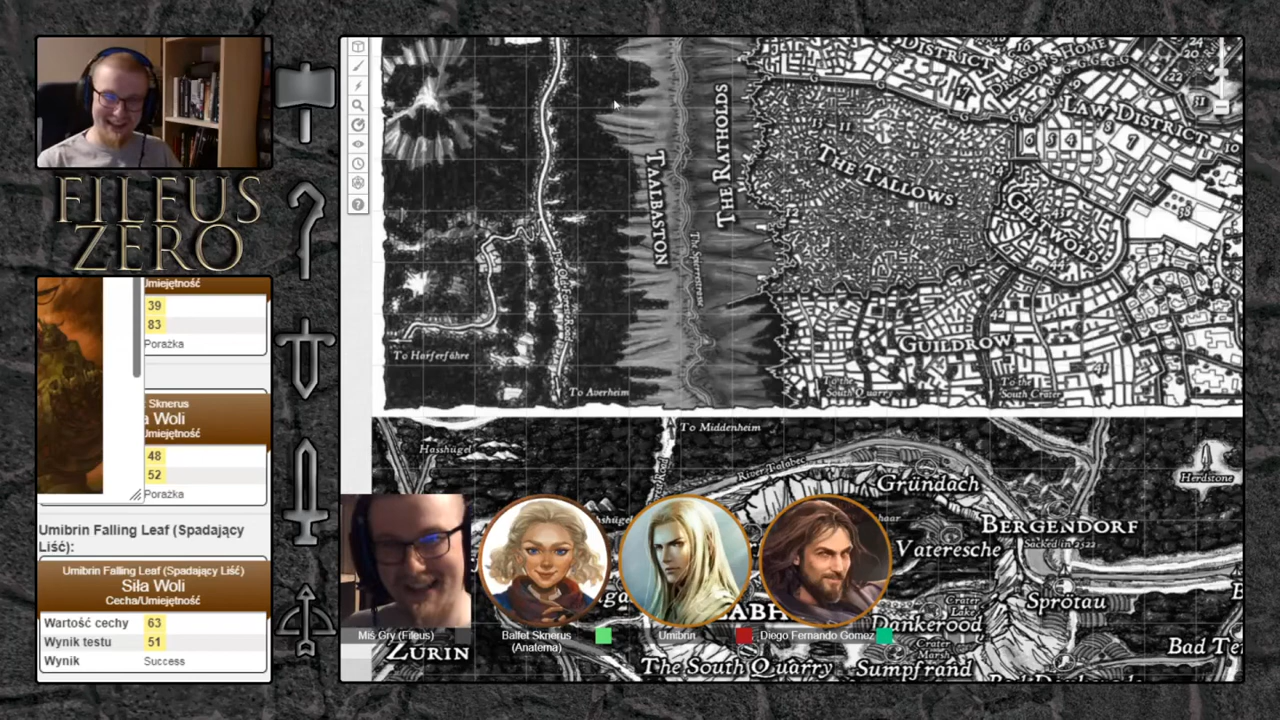 FILEUS
ZERO
Umiejętność
39
83
Porażka
Sknerus
a Woli
Umiejętność
48
52
Porażka
Umibrin Falling Leaf (Spadający
Liść):
Umibrin Falling Leaf (Spadający Liść)
Siła Woli
Cecha/Umiejętność
Wartość cechy 63
Wynik testu 51
Wynik Success
DISTRICT
DRAGON'S HOME
LAW DISTRICT
THE TALLOWS
GELTWOLD
GUILDROW
TAALBASTON
THE RATHOLDS
To Harferfähre
To Averheim
To the
South Quarry
To the
South Crater
To Middenheim
Hasshügel
River Talabec
Gründach
Herdstone
BERGENDORF
Sacked in 2522
Vateresche
Sprötau
Crater
Lake
Dankerood
Crater
Marsh
Bad Te
ZURIN
The South Quarry
Sumpfrand
Miś Gry (Fileus)
Ballet Sknerus
(Anatema)
Umibrin
Diego Fernando Gomez